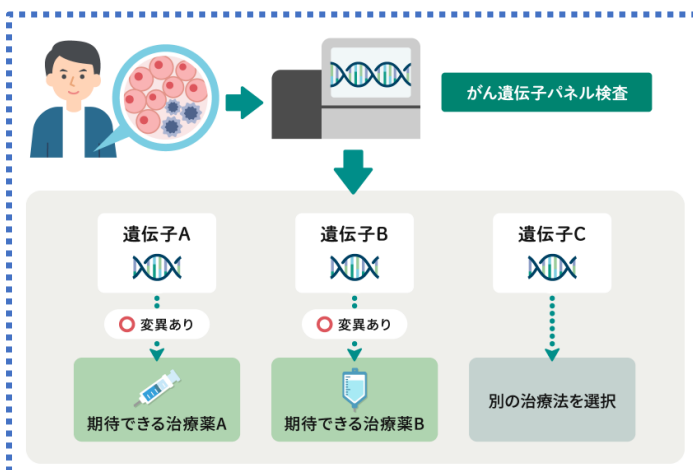 がん遺伝子パネル検査
遺伝子A
遺伝子B
遺伝子C
変異あり
変異あり
期待できる治療薬A
期待できる治療薬B
別の治療法を選択